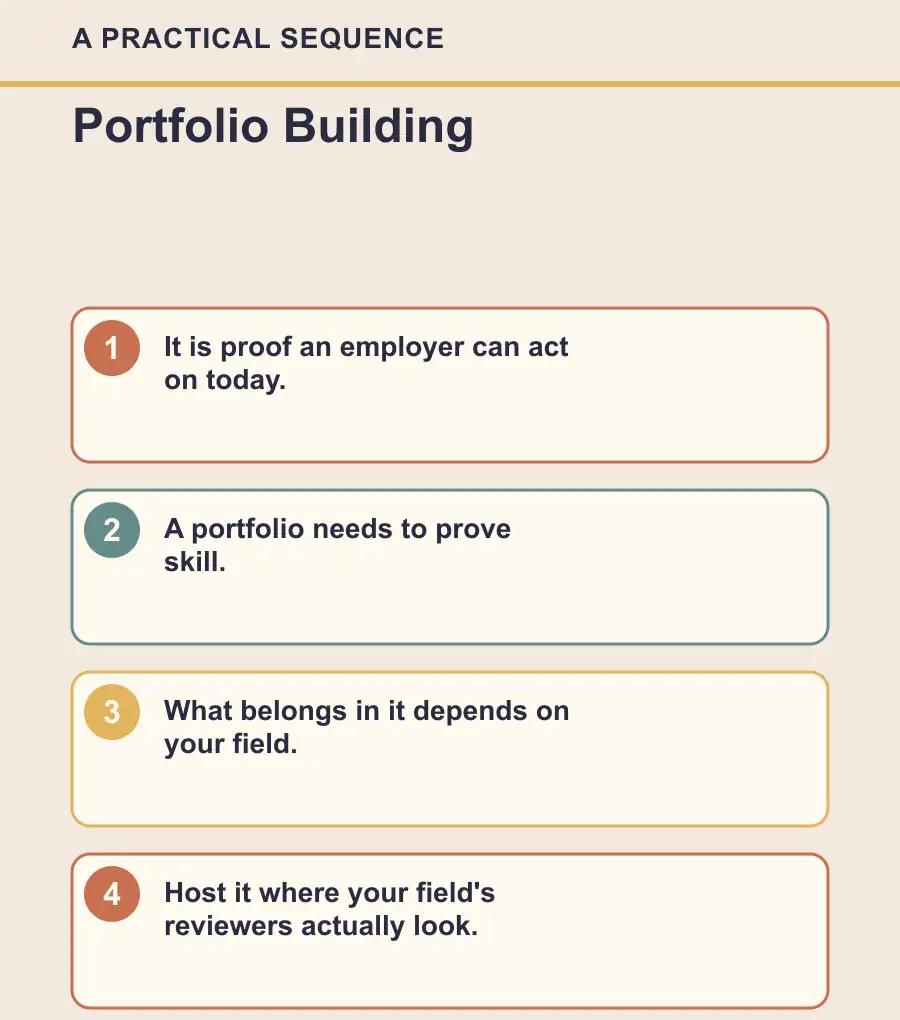 A PRACTICAL SEQUENCE
Portfolio Building
1
It is proof an employer can act
on today.
2
A portfolio needs to prove
skill.
3
What belongs in it depends on
your field.
4
Host it where your field's
reviewers actually look.